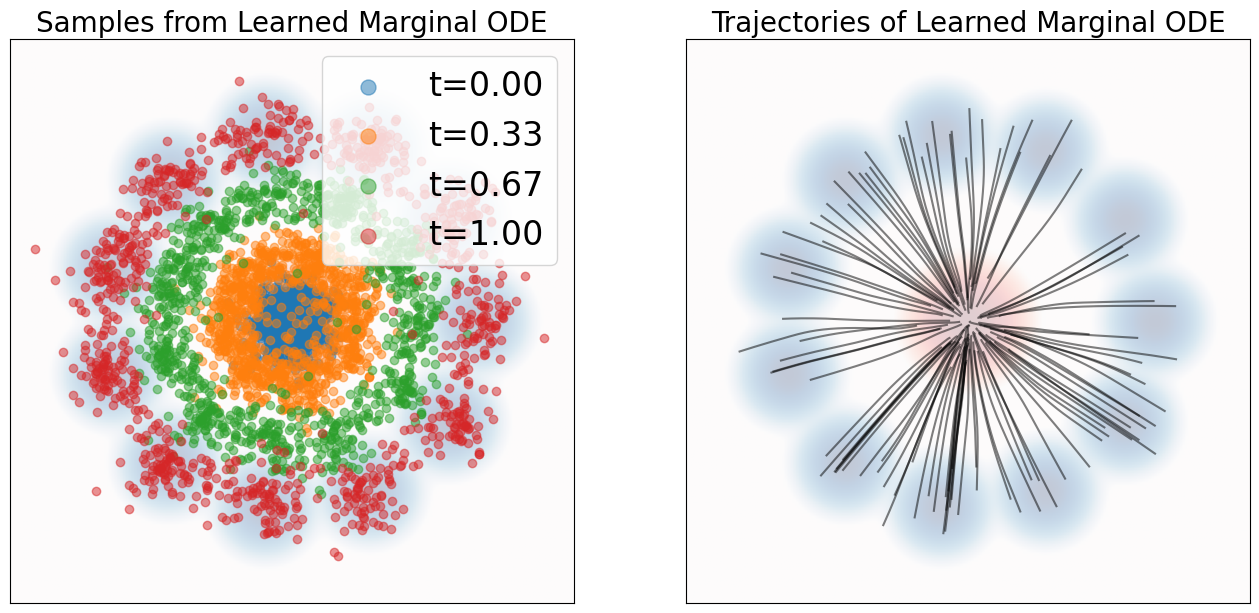 Samples from Learned Marginal ODE
t=0.00
t=0.33
t=0.67
t=1.00
Trajectories of Learned Marginal ODE